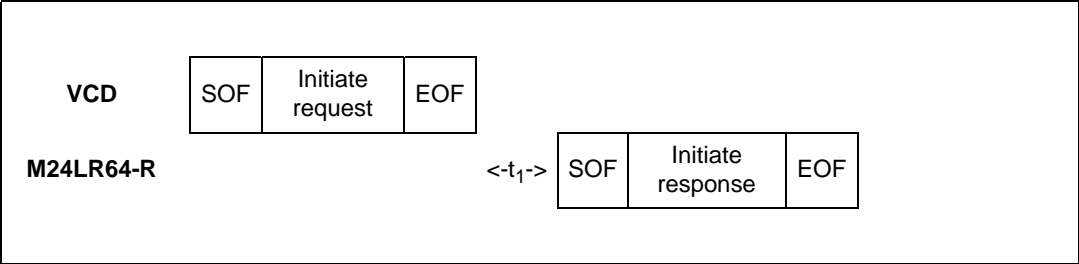 VCD SOF Initiate request EOF
M24LR64-R <-t1-> SOF Initiate response EOF